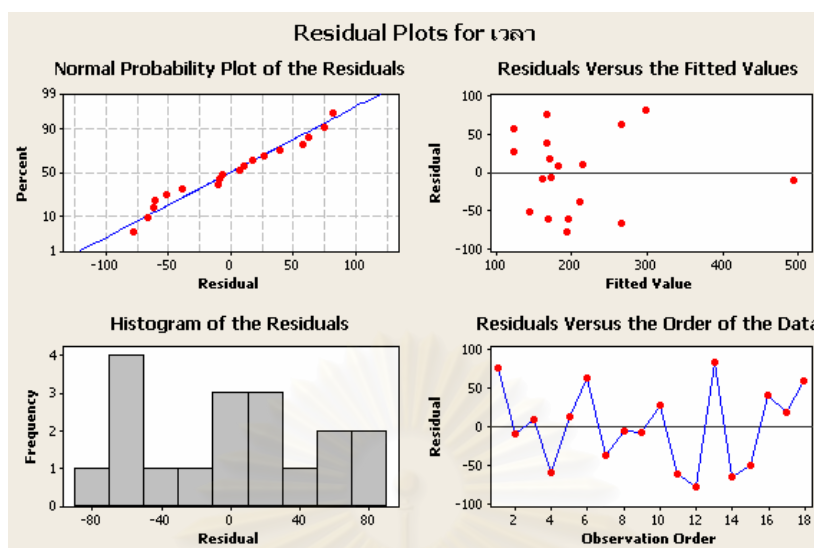 Residual Plots for เวลา
Normal Probability Plot of the Residuals
99
90
50
10
1
Percent
-100 -50 0 50 100
Residual
Residuals Versus the Fitted Values
100
50
0
-50
-100
Residual
100 200 300 400 500
Fitted Value
Histogram of the Residuals
4
3
2
1
0
Frequency
-80 -40 0 40 80
Residual
Residuals Versus the Order of the Data
100
50
0
-50
-100
Residual
2 4 6 8 10 12 14 16 18
Observation Order